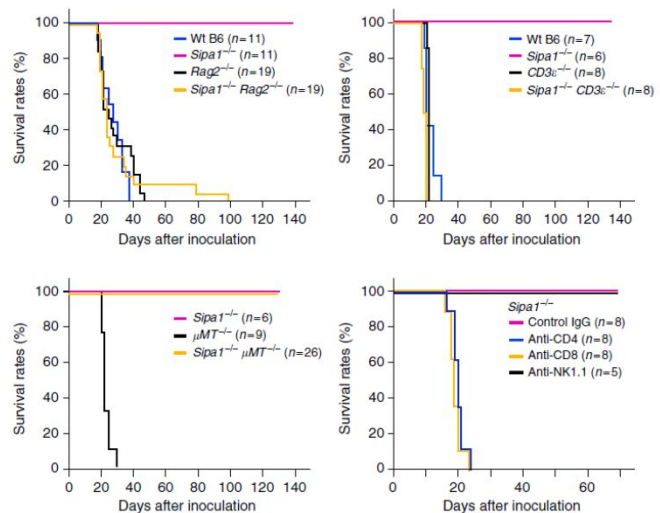 Survival rates (%)
100
80
60
40
20
0
Wt B6 (n=11)
Sipa1−/− (n=11)
Rag2−/− (n=19)
Sipa1−/− Rag2−/− (n=19)
0 20 40 60 80 100 120 140
Days after inoculation
Survival rates (%)
100
80
60
40
20
0
Wt B6 (n=7)
Sipa1−/− (n=6)
CD3ε−/− (n=8)
Sipa1−/− CD3ε−/− (n=8)
0 20 40 60 80 100 120 140
Days after inoculation
Survival rates (%)
100
80
60
40
20
0
Sipa1−/− (n=6)
μMT−/− (n=9)
Sipa1−/− μMT−/− (n=26)
0 20 40 60 80 100 120 140
Days after inoculation
Survival rates (%)
100
80
60
40
20
0
Sipa1−/−
Control IgG (n=8)
Anti-CD4 (n=8)
Anti-CD8 (n=8)
Anti-NK1.1 (n=5)
0 20 40 60
Days after inoculation